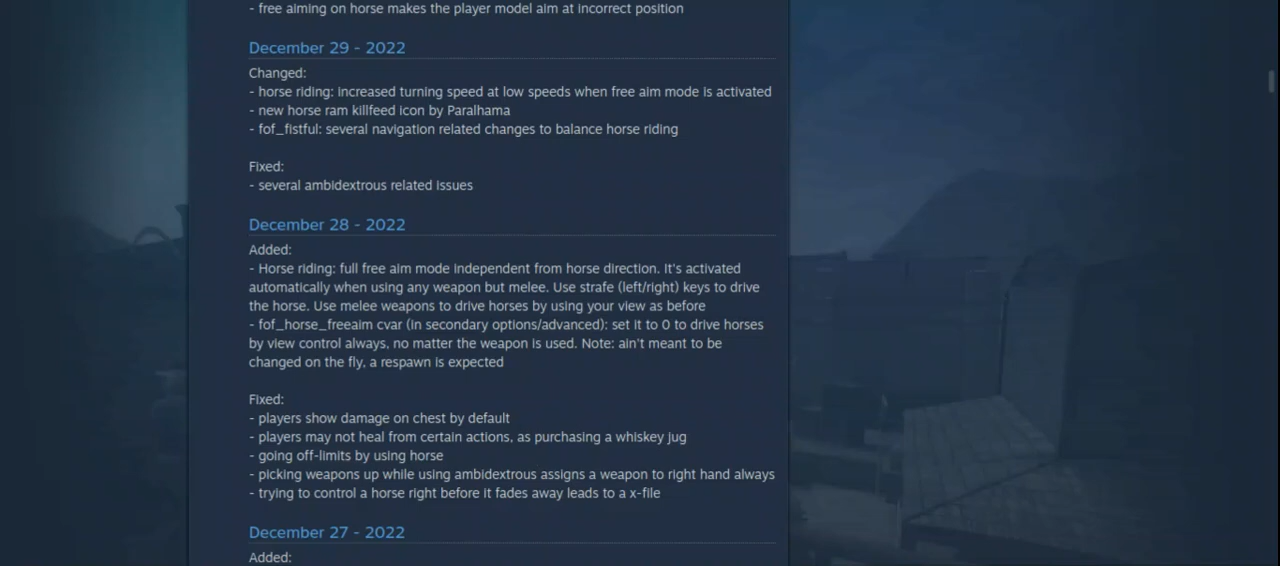 - free aiming on horse makes the player model aim at incorrect position
December 29 - 2022
Changed:
- horse riding: increased turning speed at low speeds when free aim mode is activated
- new horse ram killfeed icon by Paralhama
- fof_fistful: several navigation related changes to balance horse riding
Fixed:
- several ambidextrous related issues
December 28 - 2022
Added:
- Horse riding: full free aim mode independent from horse direction. It's activated
automatically when using any weapon but melee. Use strafe (left/right) keys to drive
the horse. Use melee weapons to drive horses by using your view as before
- fof_horse_freeaim cvar (in secondary options/advanced): set it to 0 to drive horses
by view control always, no matter the weapon is used. Note: ain't meant to be
changed on the fly, a respawn is expected
Fixed:
- players show damage on chest by default
- players may not heal from certain actions, as purchasing a whiskey jug
- going off-limits by using horse
- picking weapons up while using ambidextrous assigns a weapon to right hand always
- trying to control a horse right before it fades away leads to a x-file
December 27 - 2022
Added: